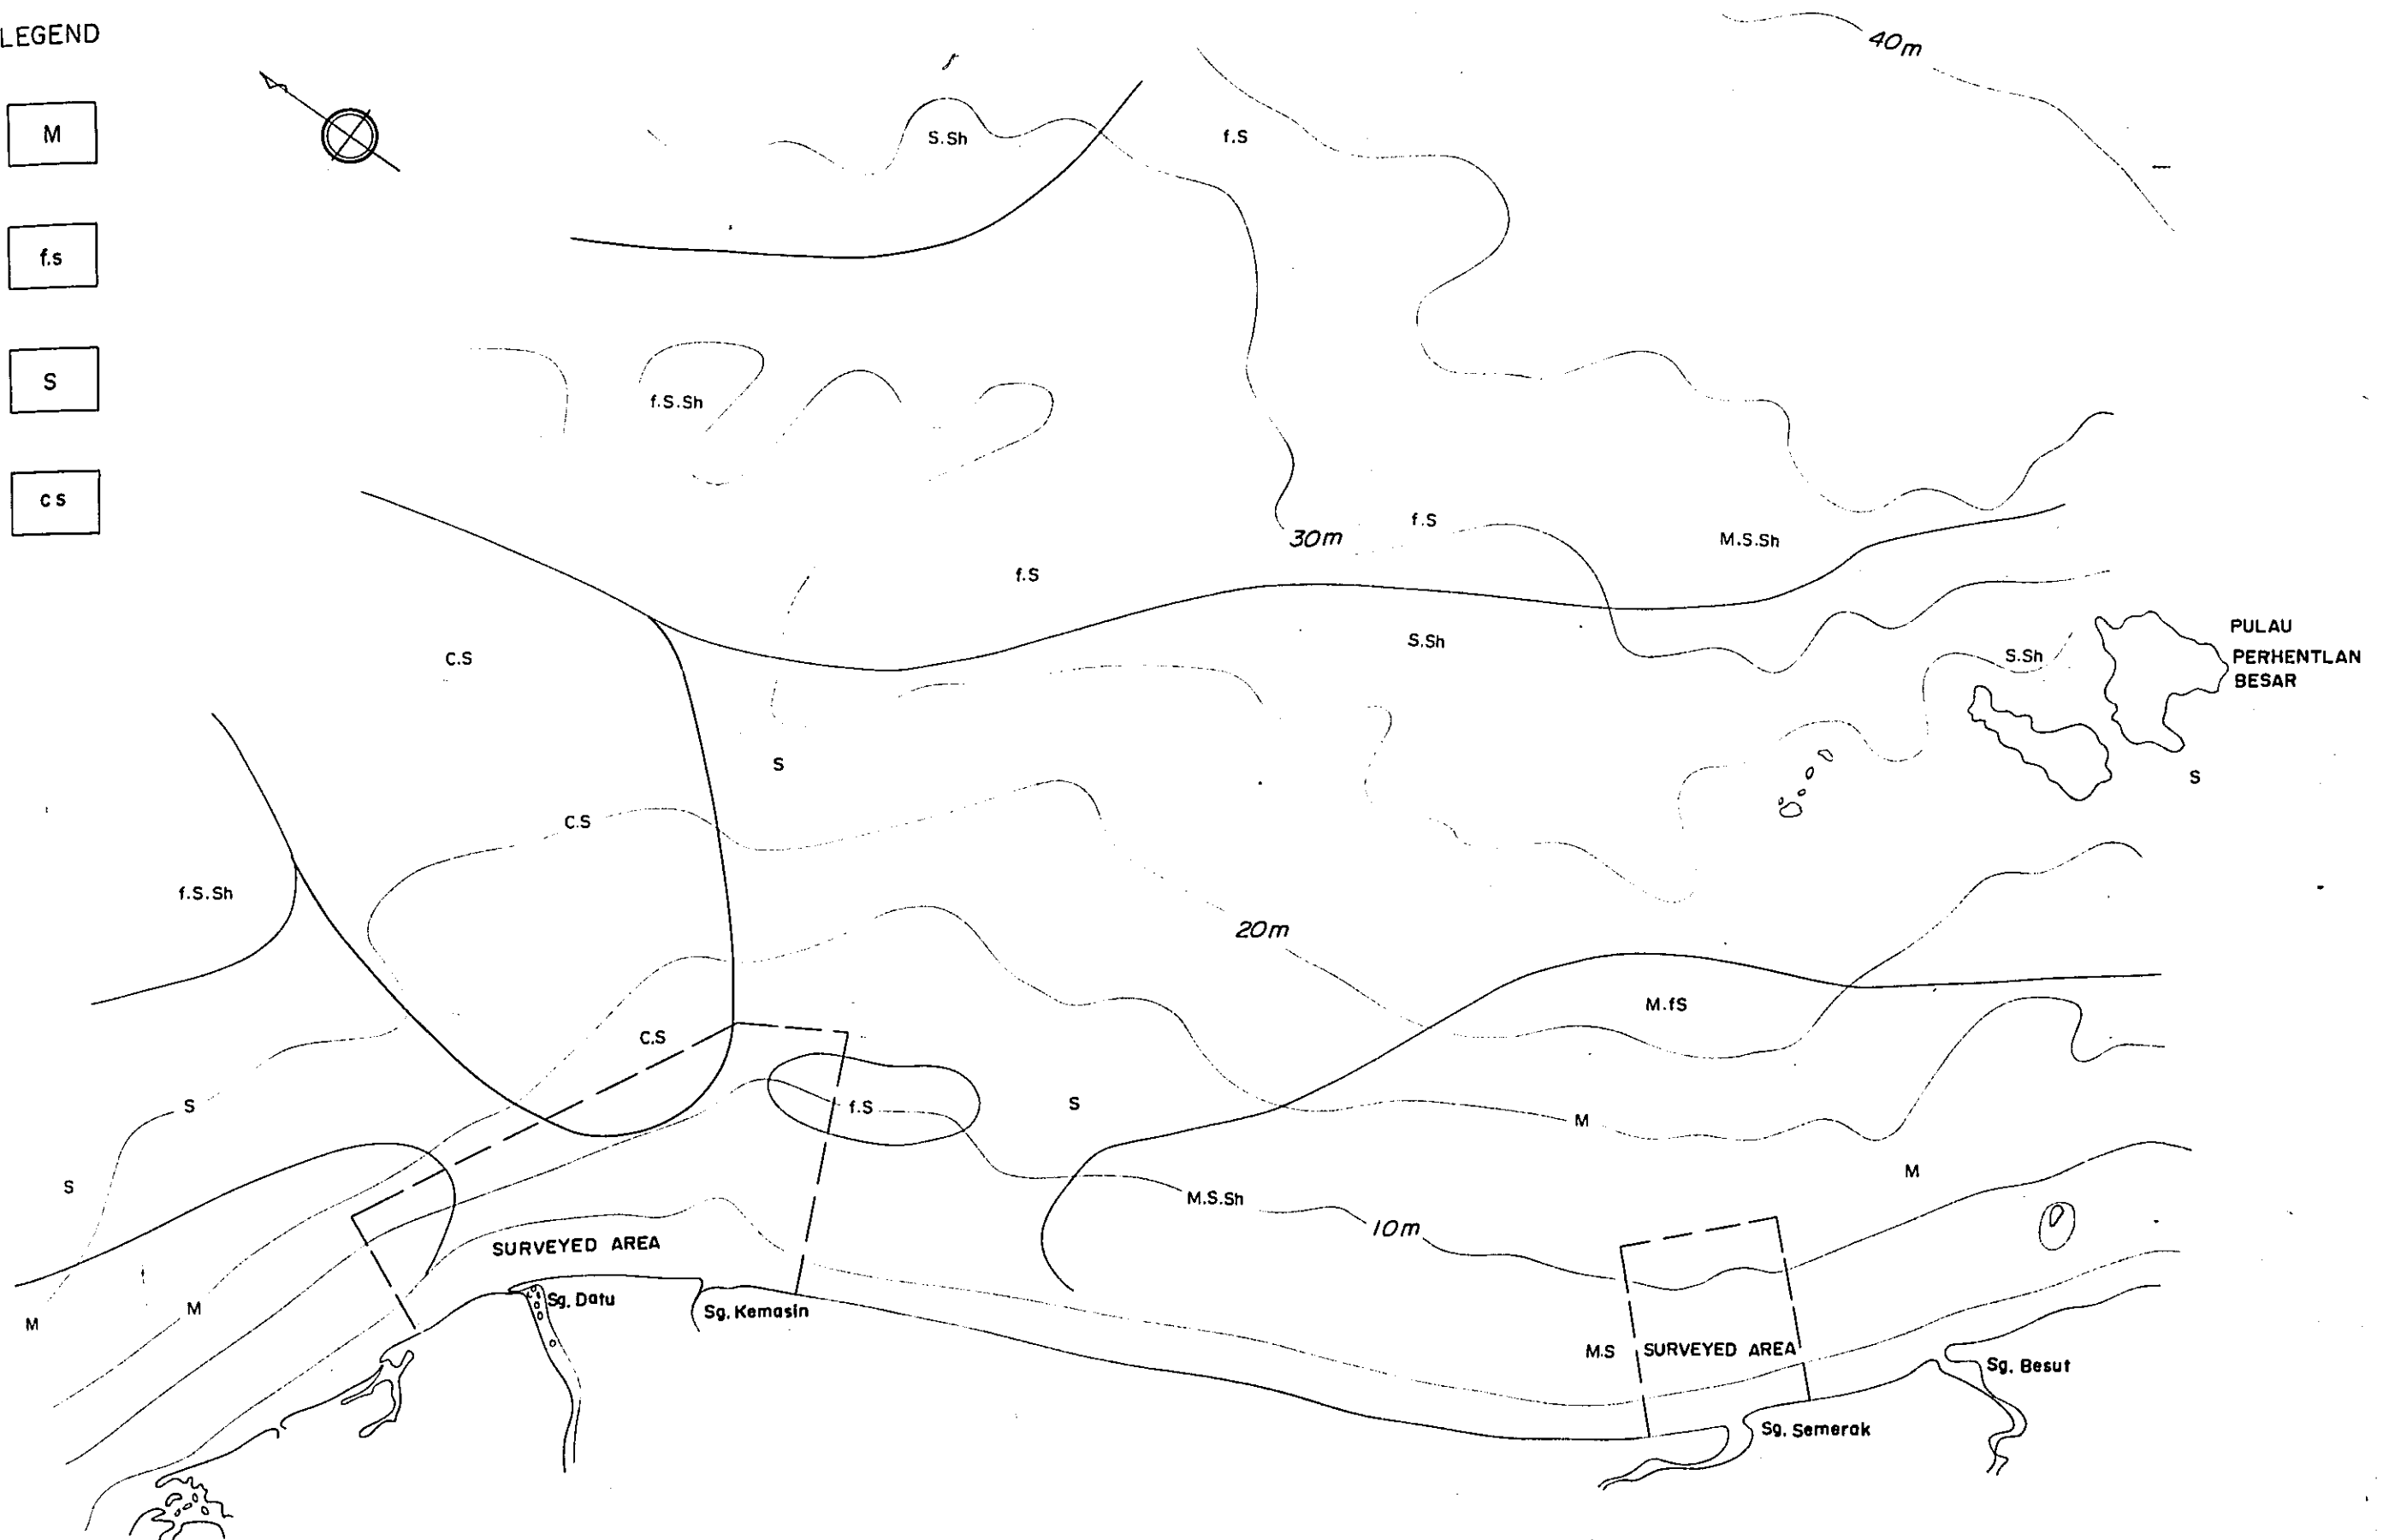 LEGEND
M
f.s
S
cs
40m
S.Sh
f.S
f.S.Sh
30m
f.S
M.S.Sh
f.S
C.S
S.Sh
S.Sh
PULAU
PERHENTLAN
BESAR
S
S
C.S
f.S.Sh
20m
M.fS
C.S
S
f.S
S
M
M
S
M.S.Sh
10m
SURVEYED AREA
M
M
Sg. Datu
Sg. Kemasin
M.S
SURVEYED AREA
Sg. Besut
Sg. Semerak